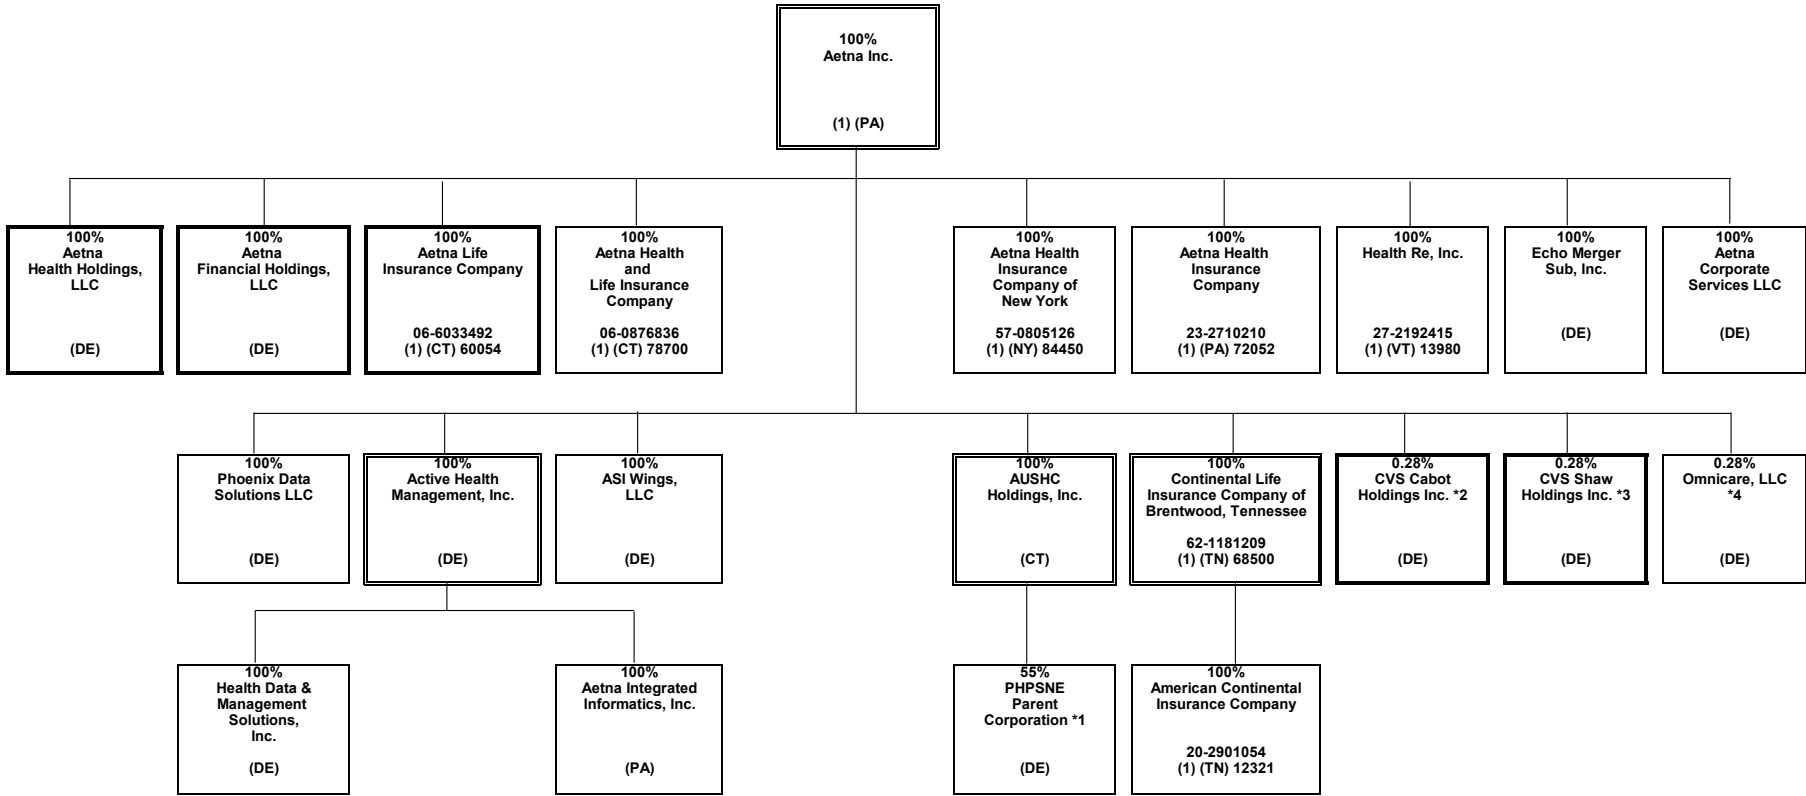 100%
Aetna Inc.
(1) (PA)
100%
Aetna
Health Holdings,
LLC
(DE)
100%
Aetna
Financial Holdings,
LLC
(DE)
100%
Aetna Life
Insurance Company
06-6033492
(1) (CT) 60054
100%
Aetna Health
and
Life Insurance
Company
06-0876836
(1) (CT) 78700
100%
Aetna Health
Insurance
Company of
New York
57-0805126
(1) (NY) 84450
100%
Aetna Health
Insurance
Company
23-2710210
(1) (PA) 72052
100%
Health Re, Inc.
27-2192415
(1) (VT) 13980
100%
Echo Merger
Sub, Inc.
(DE)
100%
Aetna
Corporate
Services LLC
(DE)
100%
Phoenix Data
Solutions LLC
(DE)
100%
Active Health
Management, Inc.
(DE)
100%
ASI Wings,
LLC
(DE)
100%
AUSHC
Holdings, Inc.
(CT)
100%
Continental Life
Insurance Company of
Brentwood, Tennessee
62-1181209
(1) (TN) 68500
0.28%
CVS Cabot
Holdings Inc. *2
(DE)
0.28%
CVS Shaw
Holdings Inc. *3
(DE)
0.28%
Omnicare, LLC
*4
(DE)
100%
Health Data &
Management
Solutions,
Inc.
(DE)
100%
Aetna Integrated
Informatics, Inc.
(PA)
55%
PHPSNE
Parent
Corporation *1
(DE)
100%
American Continental
Insurance Company
20-2901054
(1) (TN) 12321